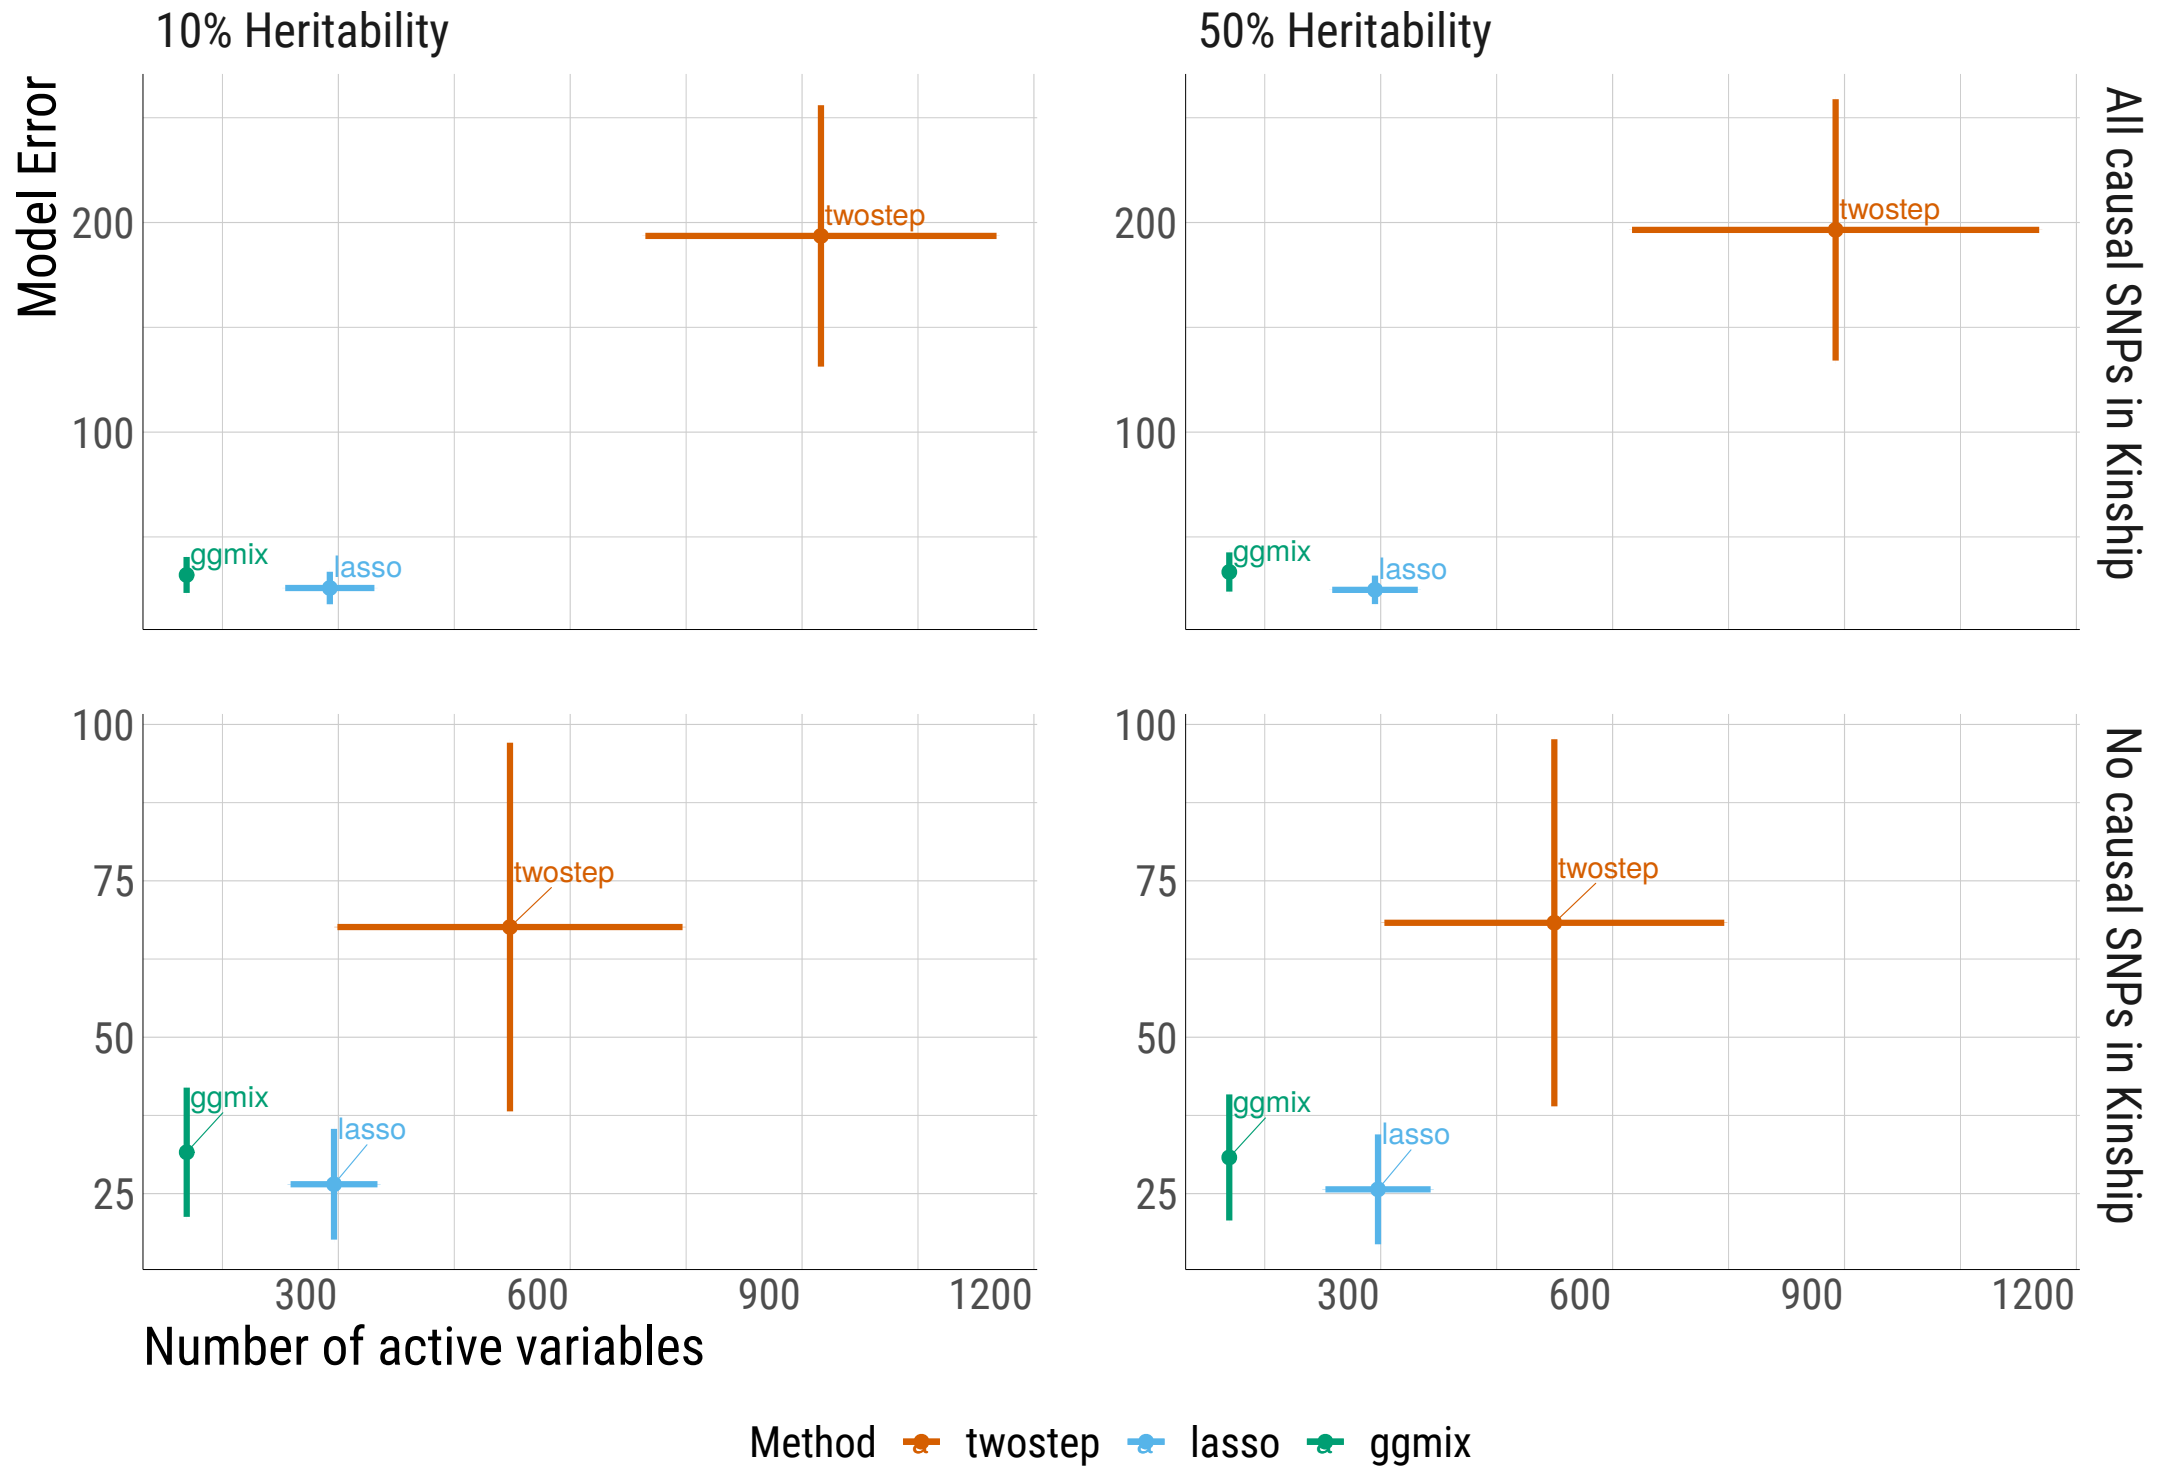 10% Heritability
50% Heritability
Model Error
200
100
twostep
ggmix
lasso
200
100
twostep
ggmix
lasso
All causal SNPs in Kinship
100
75
50
25
twostep
ggmix
lasso
100
75
50
25
twostep
ggmix
lasso
No causal SNPs in Kinship
300 600 900 1200
300 600 900 1200
Number of active variables
Method twostep lasso ggmix